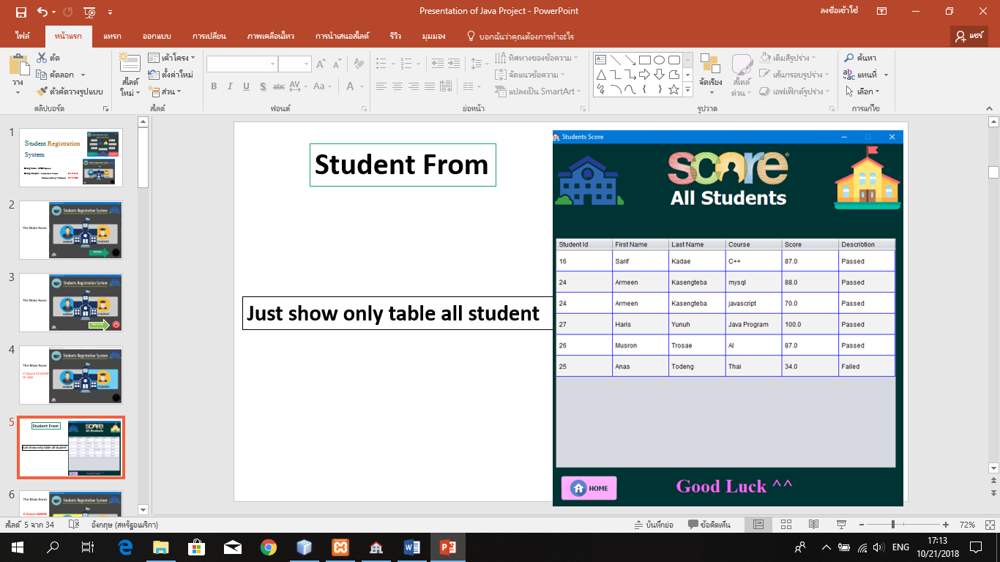 Presentation of Java Project - PowerPoint
ลงชื่อเข้าใช้
ไฟล์ หน้าแรก แทรก ออกแบบ การเปลี่ยน ภาพเคลื่อนไหว การนำเสนอสไลด์ รีวิว มุมมอง บอกฉันว่าคุณต้องการทำอะไร แชร์
วาง
ตัด
คัดลอก
ตัวคัดวางรูปแบบ
คลิปบอร์ด
สไลด์
ใหม่
เค้าโครง
ตั้งค่าใหม่
ส่วน
สไลด์
B I U S abc AV Aa A
ฟอนต์
ทิศทางของข้อความ
จัดแนวข้อความ
แปลงเป็น SmartArt
ย่อหน้า
จัดเรียง
สไตล์
ด่วน
เติมสีรูปร่าง
เส้นกรอบรูปร่าง
เอฟเฟ็กต์รูปร่าง
รูปวาด
ค้นหา
แทนที่
เลือก
การแก้ไข
1
Student Registration
System
2
The Main Form
Students Registration System
3
The Main Form
Students Registration System
4
The Main Form
If choose STUDENT
Or click
Students Registration System
5
Student From
Just show only table all student
score
All Students
6
The Main Form
If choose ADMIN
Students Registration System
Student From
Just show only table all student
Students Score
score
All Students
Student Id First Name Last Name Course Score Describtion
16 Sarif Kadae C++ 87.0 Passed
24 Armeen Kasengteba mysql 88.0 Passed
24 Armeen Kasengteba javascript 70.0 Passed
27 Haris Yunuh Java Program 100.0 Passed
26 Musron Trosae AI 87.0 Passed
25 Anas Todeng Thai 34.0 Failed
HOME
Good Luck ^^
สไลด์ 5 จาก 34 อังกฤษ (สหรัฐอเมริกา) บันทึกย่อ ข้อคิดเห็น 72%
ENG
17:13
10/21/2018